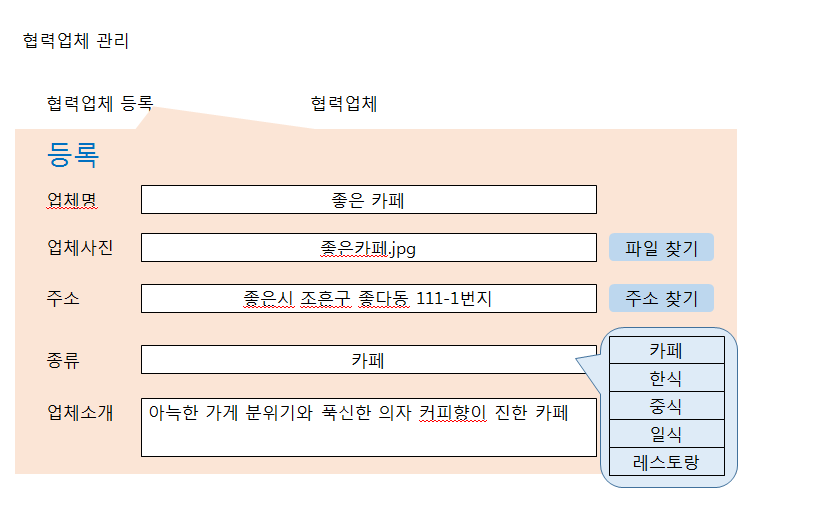 협력업체 관리
협력업체 등록 협력업체
등록
업체명 좋은 카페
업체사진 좋은카페.jpg 파일 찾기
주소 좋은시 조흔구 좋다동 111-1번지 주소 찾기
종류 카페
카페
한식
중식
일식
레스토랑
업체소개 아늑한 가게 분위기와 푹신한 의자 커피향이 진한 카페